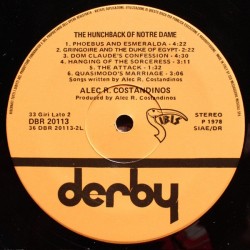 THE HUNCHBACK OF NOTRE DAME
1. PHOEBUS AND ESMERALDA - 4:22
2. GRINGOIRE AND THE DUKE OF EGYPT - 2:22
3. DOM CLAUDE'S CONFESSION - 4:39
4. HANGING OF THE SORCERESS - 3:11
5. THE ATTACK - 1:52
6. QUASIMODO'S MARRIAGE - 3:06
Songs written by Alec R. Costandinos
ALEC R. COSTANDINOS
Produced by Alec R. Costandinos
33 Giri Lato 2
DBR 20113
36 DBR 20113-2L
IBIS
STEREO
P 1978
SIAE/DR
derby